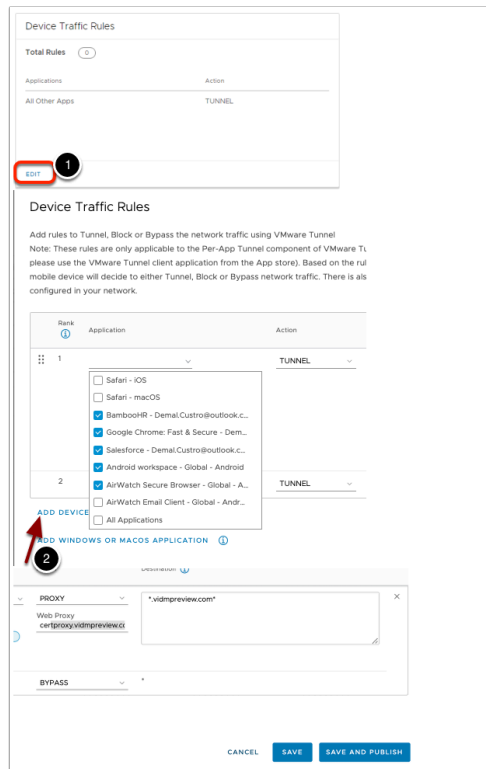 Device Traffic Rules
Total Rules 0
Applications Action
All Other Apps TUNNEL
EDIT
1
Device Traffic Rules
Add rules to Tunnel, Block or Bypass the network traffic using VMware Tunnel
Note: These rules are only applicable to the Per-App Tunnel component of VMware Tu
please use the VMware Tunnel client application from the App store). Based on the rul
mobile device will decide to either Tunnel, Block or Bypass network traffic. There is als
configured in your network.
Rank
Application Action
1 TUNNEL
Safari - iOS
Safari - macOS
BambooHR - Demal.Custro@outlook.c...
Google Chrome: Fast & Secure - Dem...
Salesforce - Demal.Custro@outlook.c...
Android workspace - Global - Android
AirWatch Secure Browser - Global - A...
AirWatch Email Client - Global - Andr...
All Applications
2 TUNNEL
ADD DEVICE
ADD WINDOWS OR MACOS APPLICATION
2
Destination
PROXY *.vidmpreview.com*
Web Proxy
certproxy.vidmpreview.cc
BYPASS *
CANCEL SAVE SAVE AND PUBLISH